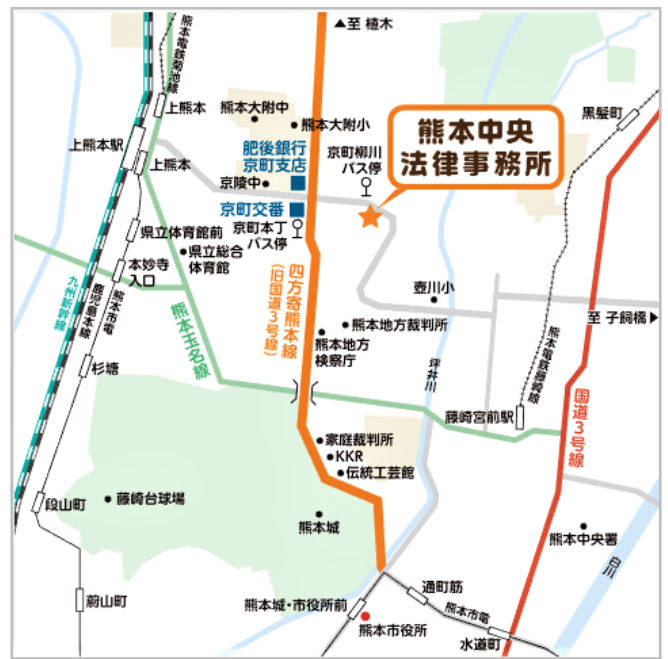 ▲至 植木
熊本電鉄菊池線
上熊本
熊本大附中
熊本大附小
黒髪町
熊本中央
法律事務所
上熊本駅
上熊本
肥後銀行
京町支店
京町柳川
バス停
京陵中
京町交番
京町本丁
バス停
県立体育館前
県立総合
体育館
本妙寺
入口
九州新幹線
鹿児島本線
熊本市電
四方寄熊本線
(旧国道3号線)
壺川小
熊本玉名線
熊本地方裁判所
熊本地方
検察庁
至 子飼橋▶
坪井川
熊本電鉄藤崎線
杉塘
国道3号線
藤崎宮前駅
家庭裁判所
KKR
伝統工芸館
段山町
藤崎台球場
熊本城
熊本中央署
白川
蔚山町
熊本城・市役所前
通町筋
熊本市電
熊本市役所
水道町